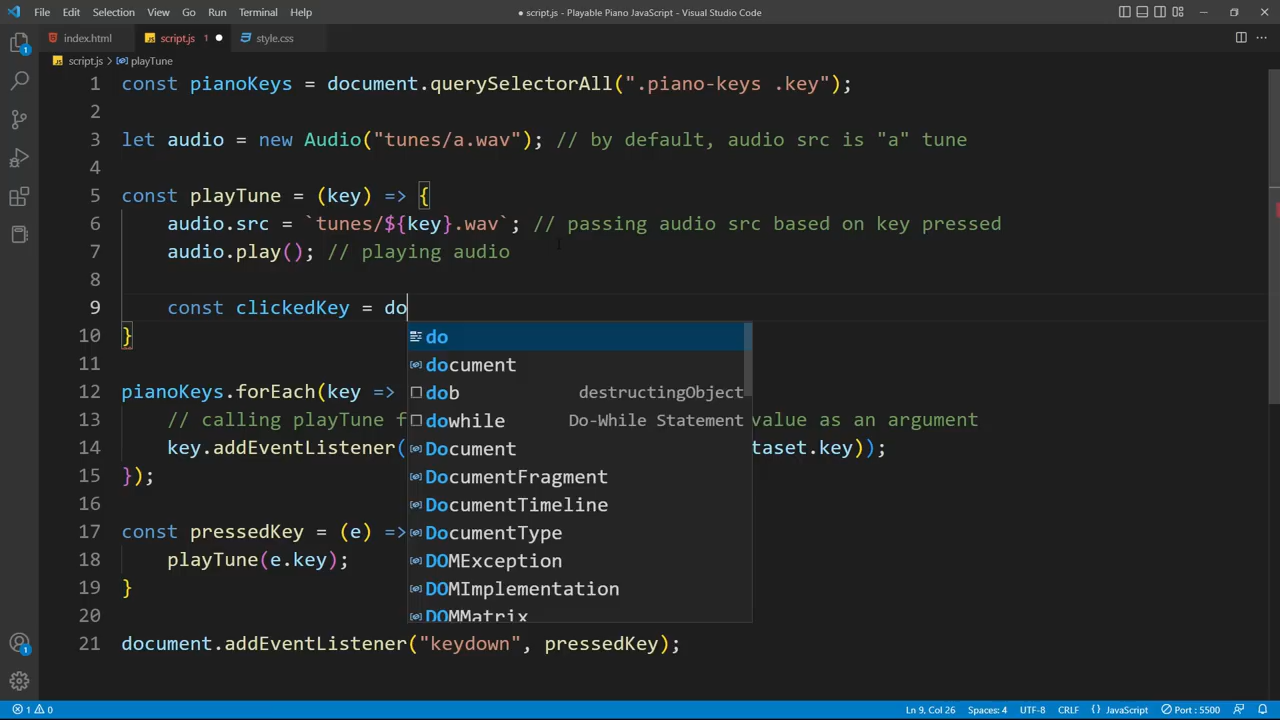 File Edit Selection View Go Run Terminal Help
● script.js - Playable Piano JavaScript - Visual Studio Code
index.html
JS script.js 1 ●
style.css
JS script.js > playTune
1 const pianoKeys = document.querySelectorAll(".piano-keys .key");
2
3 let audio = new Audio("tunes/a.wav"); // by default, audio src is "a" tune
4
5 const playTune = (key) => {
6 audio.src = `tunes/${key}.wav`; // passing audio src based on key pressed
7 audio.play(); // playing audio
8
9 const clickedKey = do
10 }
do
document
dob destructingObject
dowhile Do-While Statement
Document
DocumentFragment
DocumentTimeline
DocumentType
DOMException
DOMImplementation
DOMMatrix
11
12 pianoKeys.forEach(key =>
13 // calling playTune f value as an argument
14 key.addEventListener( taset.key));
15 });
16
17 const pressedKey = (e) =>
18 playTune(e.key);
19 }
20
21 document.addEventListener("keydown", pressedKey);
1
1
1 0
Ln 9, Col 26 Spaces: 4 UTF-8 CRLF {} JavaScript Port : 5500